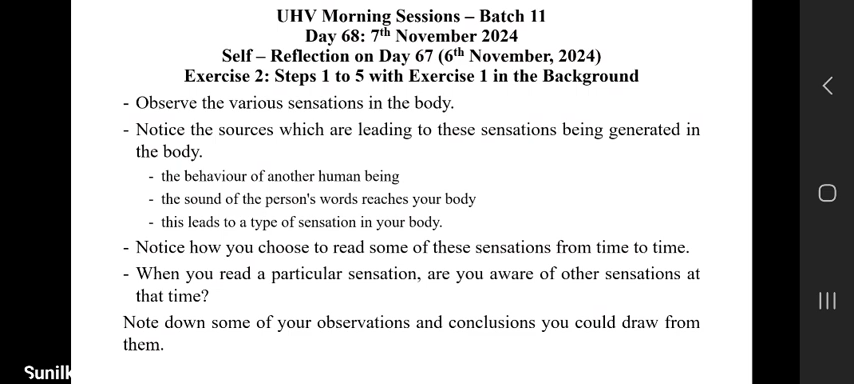 UHV Morning Sessions – Batch 11
Day 68: 7th November 2024
Self – Reflection on Day 67 (6th November, 2024)
Exercise 2: Steps 1 to 5 with Exercise 1 in the Background
- Observe the various sensations in the body.
- Notice the sources which are leading to these sensations being generated in
the body.
- the behaviour of another human being
- the sound of the person's words reaches your body
- this leads to a type of sensation in your body.
- Notice how you choose to read some of these sensations from time to time.
- When you read a particular sensation, are you aware of other sensations at
that time?
Note down some of your observations and conclusions you could draw from
them.
Sunilk